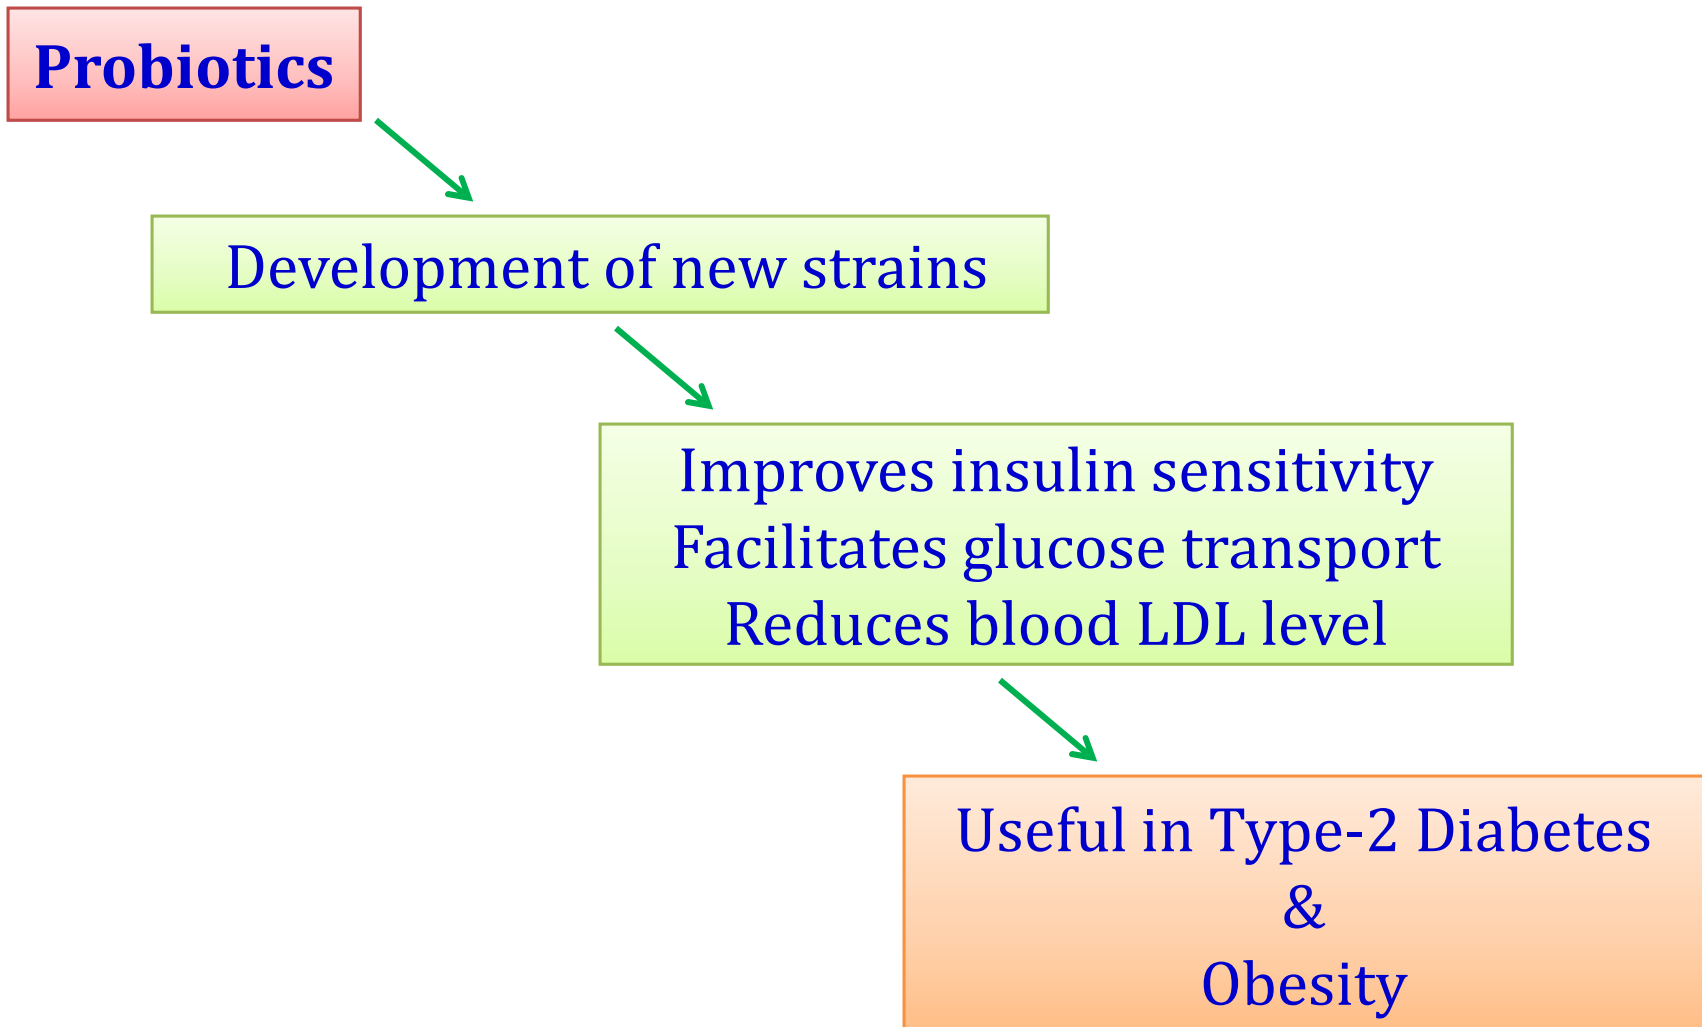 Probiotics
Development of new strains
Improves insulin sensitivity
Facilitates glucose transport
Reduces blood LDL level
Useful in Type-2 Diabetes
&
Obesity